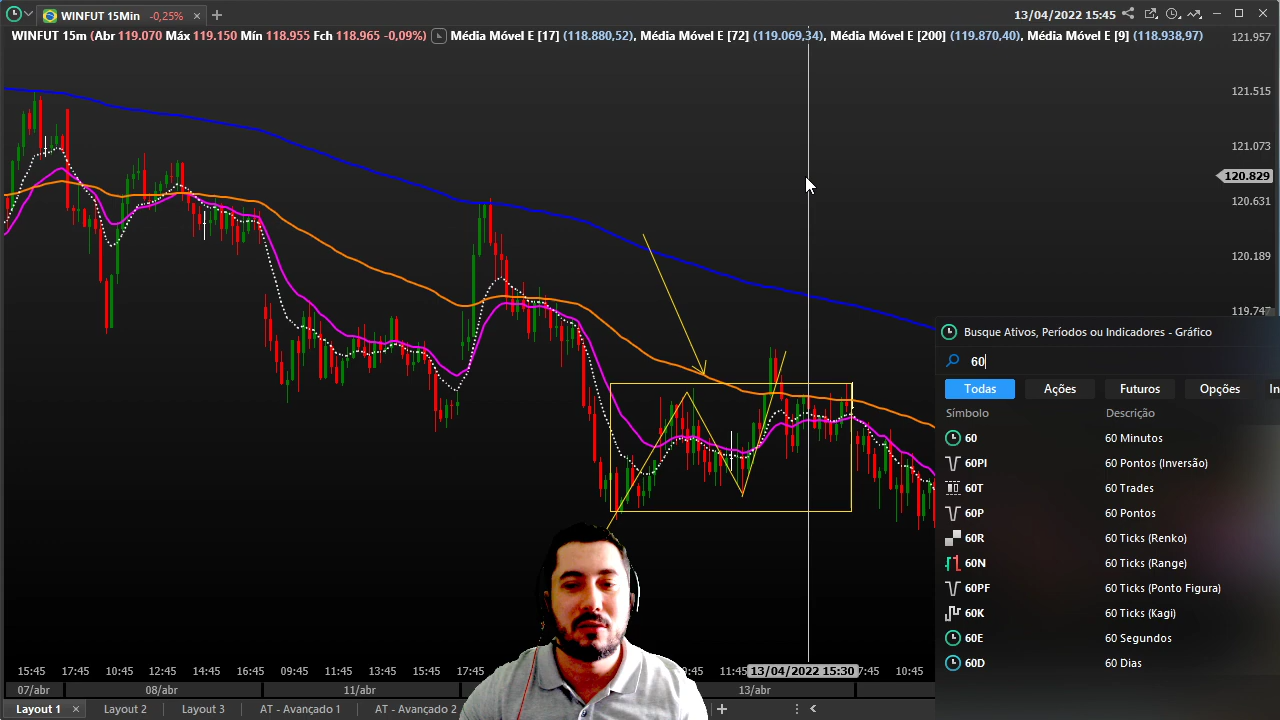 WINFUT 15Min -0,25% × +
13/04/2022 15:45
WINFUT 15m (Abr 119.070 Máx 119.150 Mín 118.955 Fch 118.965 -0,09%) Média Móvel E [17] (118.880,52), Média Móvel E [72] (119.069,34), Média Móvel E [200] (119.870,40), Média Móvel E [9] (118.938,97)
121.957
121.515
121.073
120.829
120.631
120.189
119.747
Busque Ativos, Períodos ou Indicadores - Gráfico
60
Todas Ações Futuros Opções In
Símbolo Descrição
60 60 Minutos
60PI 60 Pontos (Inversão)
60T 60 Trades
60P 60 Pontos
60R 60 Ticks (Renko)
60N 60 Ticks (Range)
60PF 60 Ticks (Ponto Figura)
60K 60 Ticks (Kagi)
60E 60 Segundos
60D 60 Dias
15:45 17:45 10:45 12:45 14:45 16:45 09:45 11:45 13:45 15:45 17:45 9:45 11:45 13/04/2022 15:30 7:45 10:45
07/abr 08/abr 11/abr 13/abr
Layout 1 × Layout 2 Layout 3 AT - Avançado 1 AT - Avançado 2 +